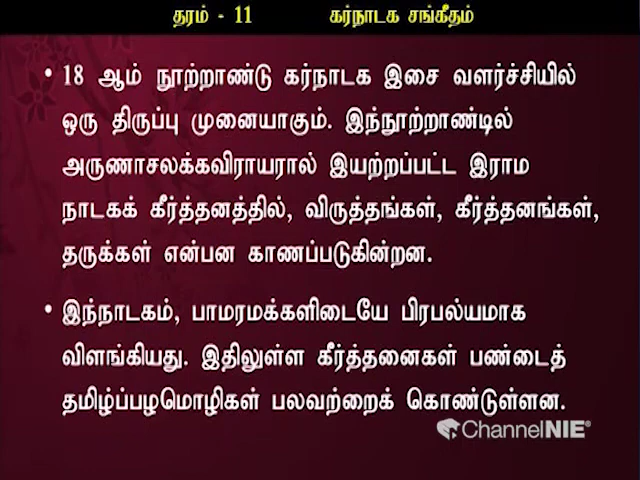 தரம் - 11 கர்நாடக சங்கீதம்
• 18 ஆம் நூற்றாண்டு கர்நாடக இசை வளர்ச்சியில்
ஒரு திருப்பு முனையாகும். இந்நூற்றாண்டில்
அருணாசலக்கவிராயரால் இயற்றப்பட்ட இராம
நாடகக் கீர்த்தனத்தில், விருத்தங்கள், கீர்த்தனங்கள்,
தருக்கள் என்பன காணப்படுகின்றன.
• இந்நாடகம், பாமரமக்களிடையே பிரபல்யமாக
விளங்கியது. இதிலுள்ள கீர்த்தனைகள் பண்டைத்
தமிழ்ப்பழமொழிகள் பலவற்றைக் கொண்டுள்ளன.
ChannelNIE®